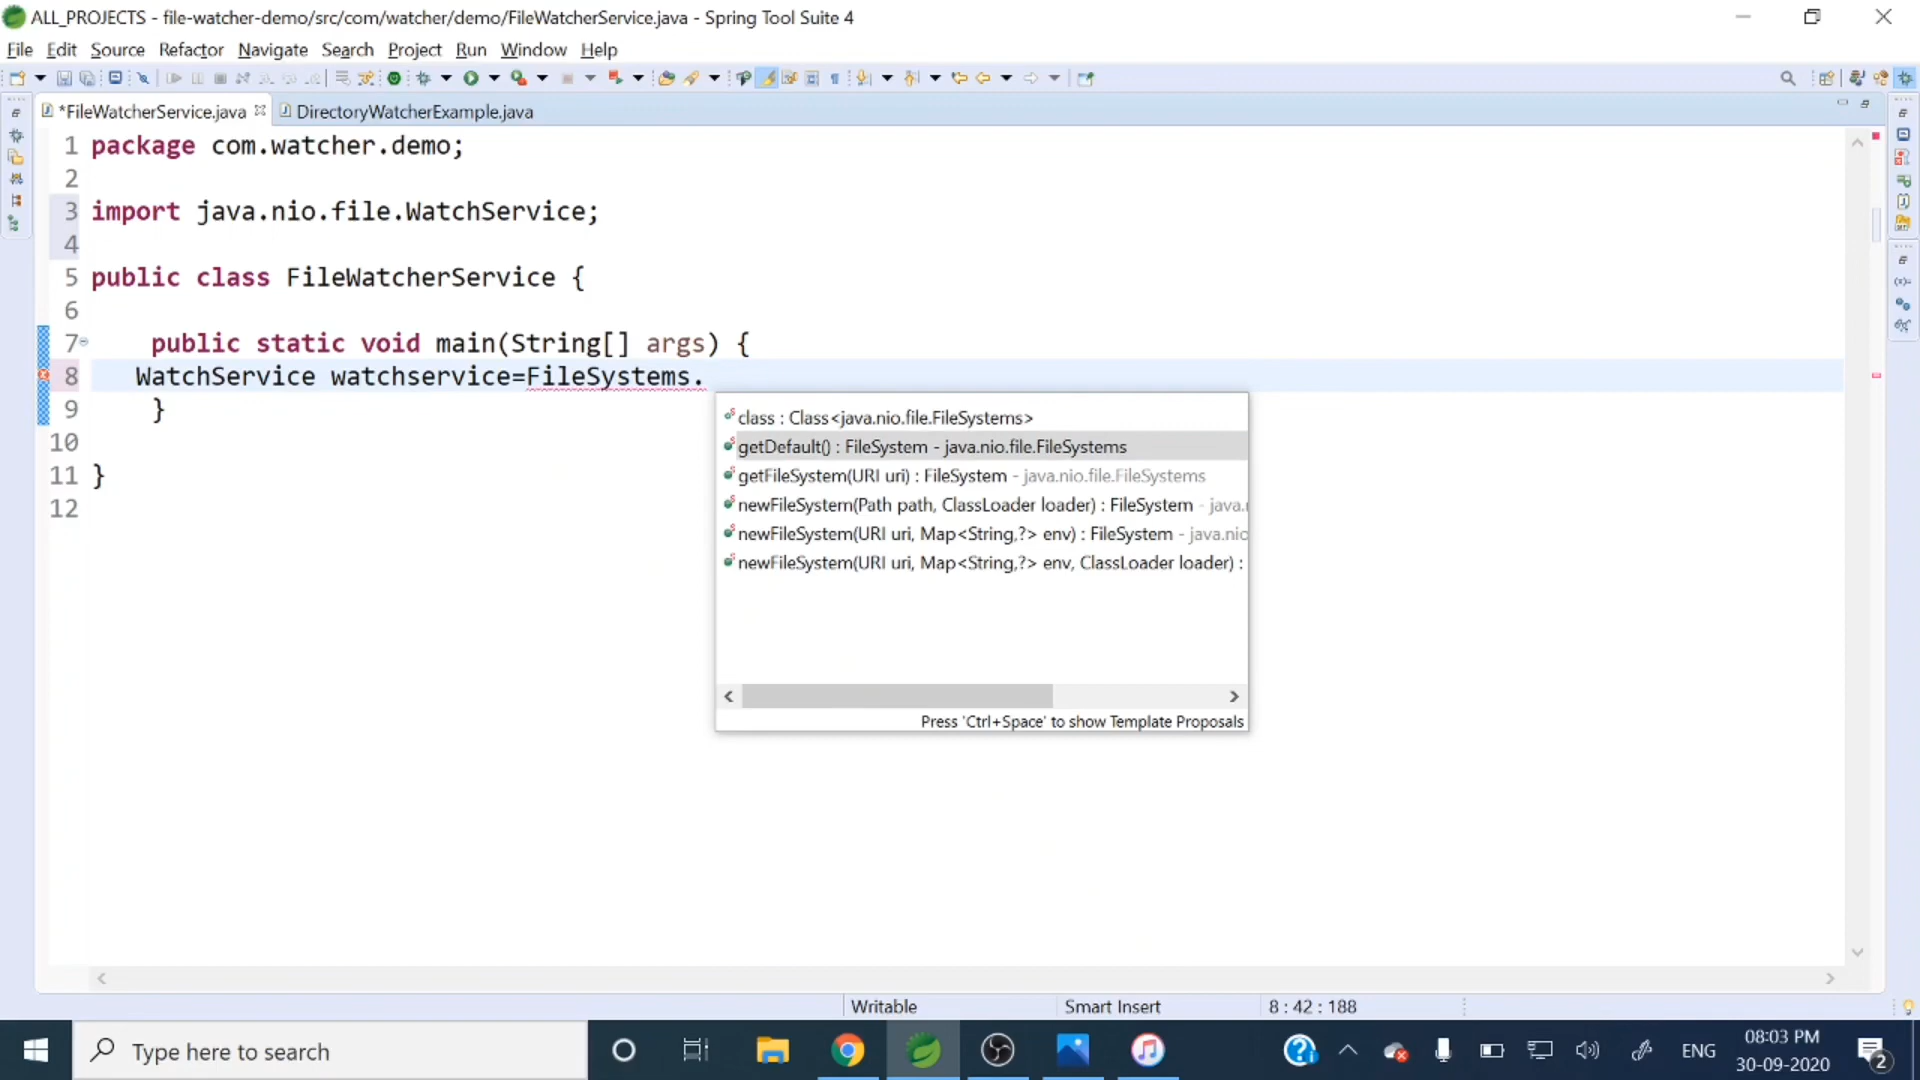 ALL_PROJECTS - file-watcher-demo/src/com/watcher/demo/FileWatcherService.java - Spring Tool Suite 4
File Edit Source Refactor Navigate Search Project Run Window Help
*FileWatcherService.java DirectoryWatcherExample.java
1 package com.watcher.demo;
2
3 import java.nio.file.WatchService;
4
5 public class FileWatcherService {
6
7 public static void main(String[] args) {
8 WatchService watchservice=FileSystems.
9 }
10
11 }
12
class : Class<java.nio.file.FileSystems>
getDefault() : FileSystem - java.nio.file.FileSystems
getFileSystem(URI uri) : FileSystem - java.nio.file.FileSystems
newFileSystem(Path path, ClassLoader loader) : FileSystem - java.
newFileSystem(URI uri, Map<String,?> env) : FileSystem - java.nio
newFileSystem(URI uri, Map<String,?> env, ClassLoader loader) :
Press 'Ctrl+Space' to show Template Proposals
Writable Smart Insert 8 : 42 : 188
Type here to search
ENG
08:03 PM
30-09-2020
2